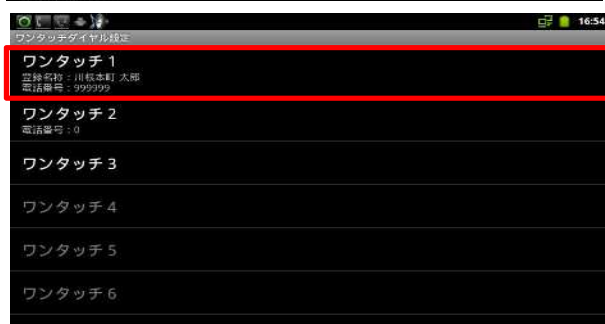 16:54
ワンタッチダイヤル設定
ワンタッチ 1
登録名称 : 川根本町 太郎
電話番号 : 999999
ワンタッチ 2
電話番号 : 0
ワンタッチ 3
ワンタッチ 4
ワンタッチ 5
ワンタッチ 6